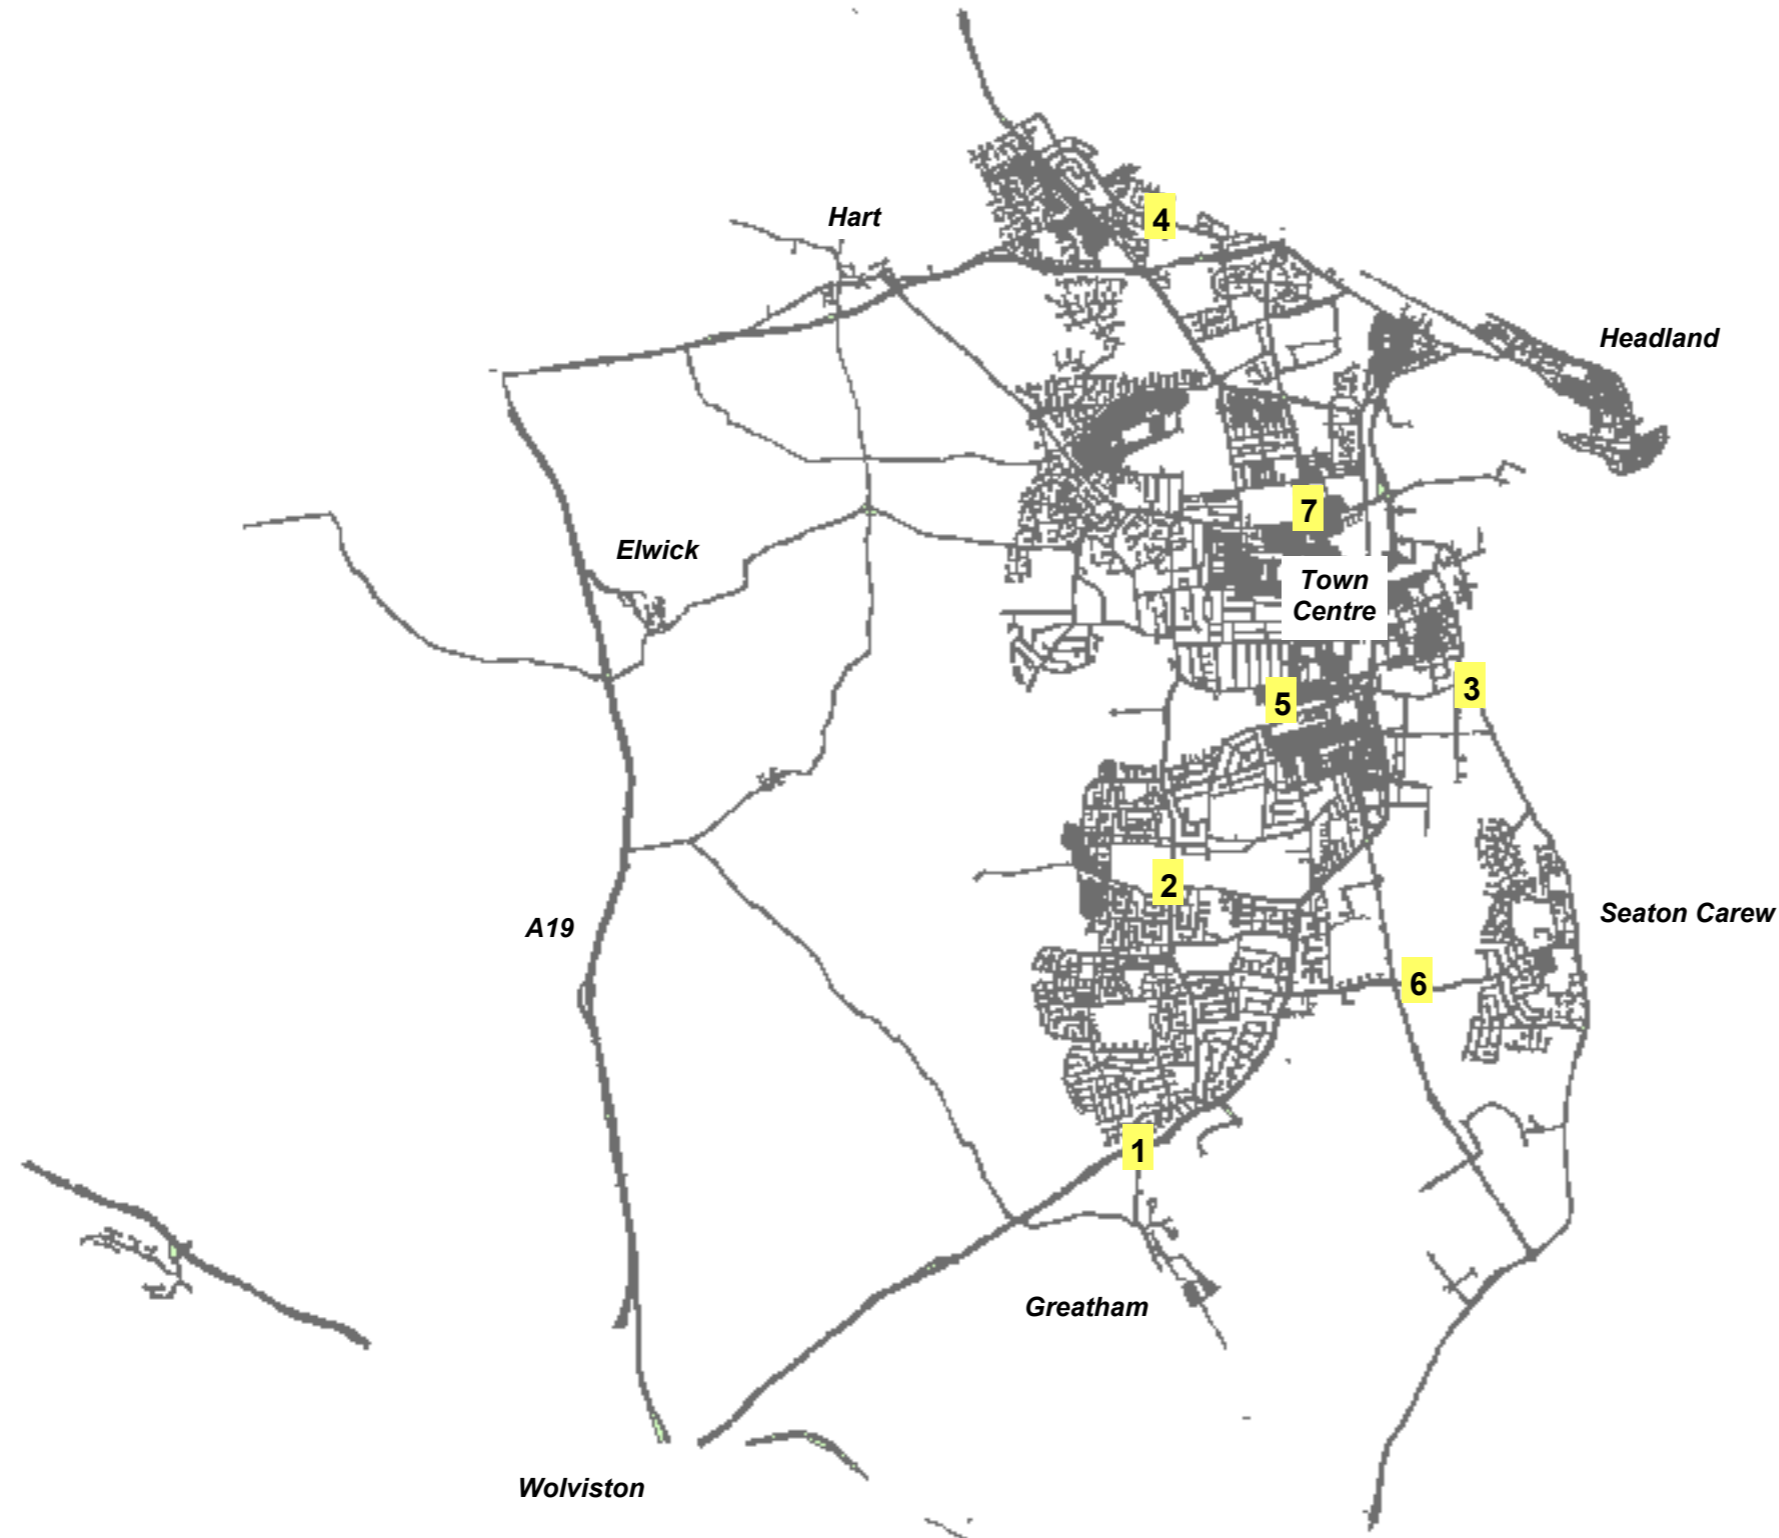 4
Hart
Headland
7
Elwick
Town
Centre
3
5
2
Seaton Carew
A19
6
1
Greatham
Wolviston